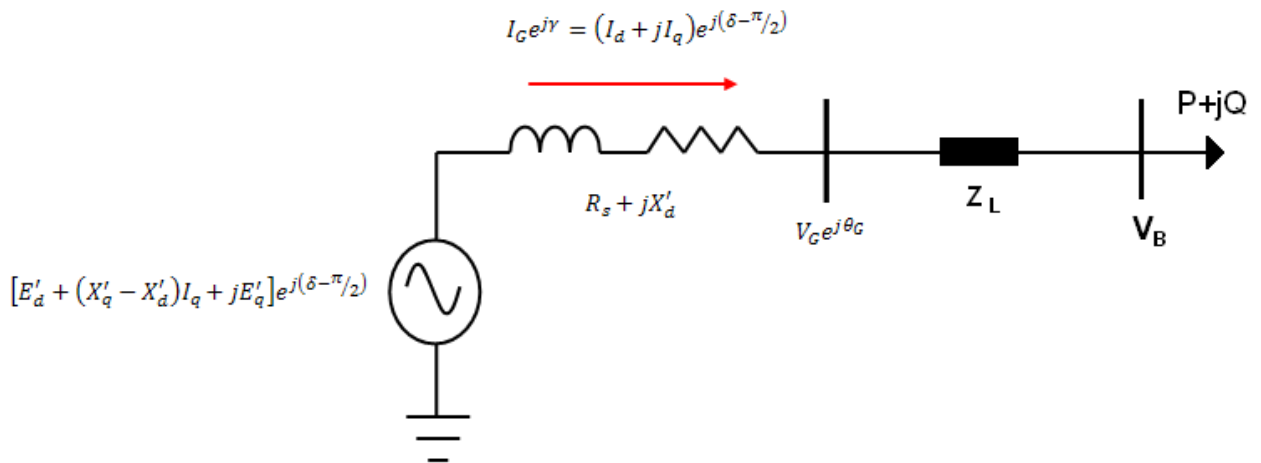 I_G e^{jγ} = (I_d + jI_q)e^{j(δ−π/2)}
P+jQ
R_s + jX′_d
Z_L
V_G e^{jθ_G}
V_B
[E′_d + (X′_q − X′_d)I_q + jE′_q]e^{j(δ−π/2)}